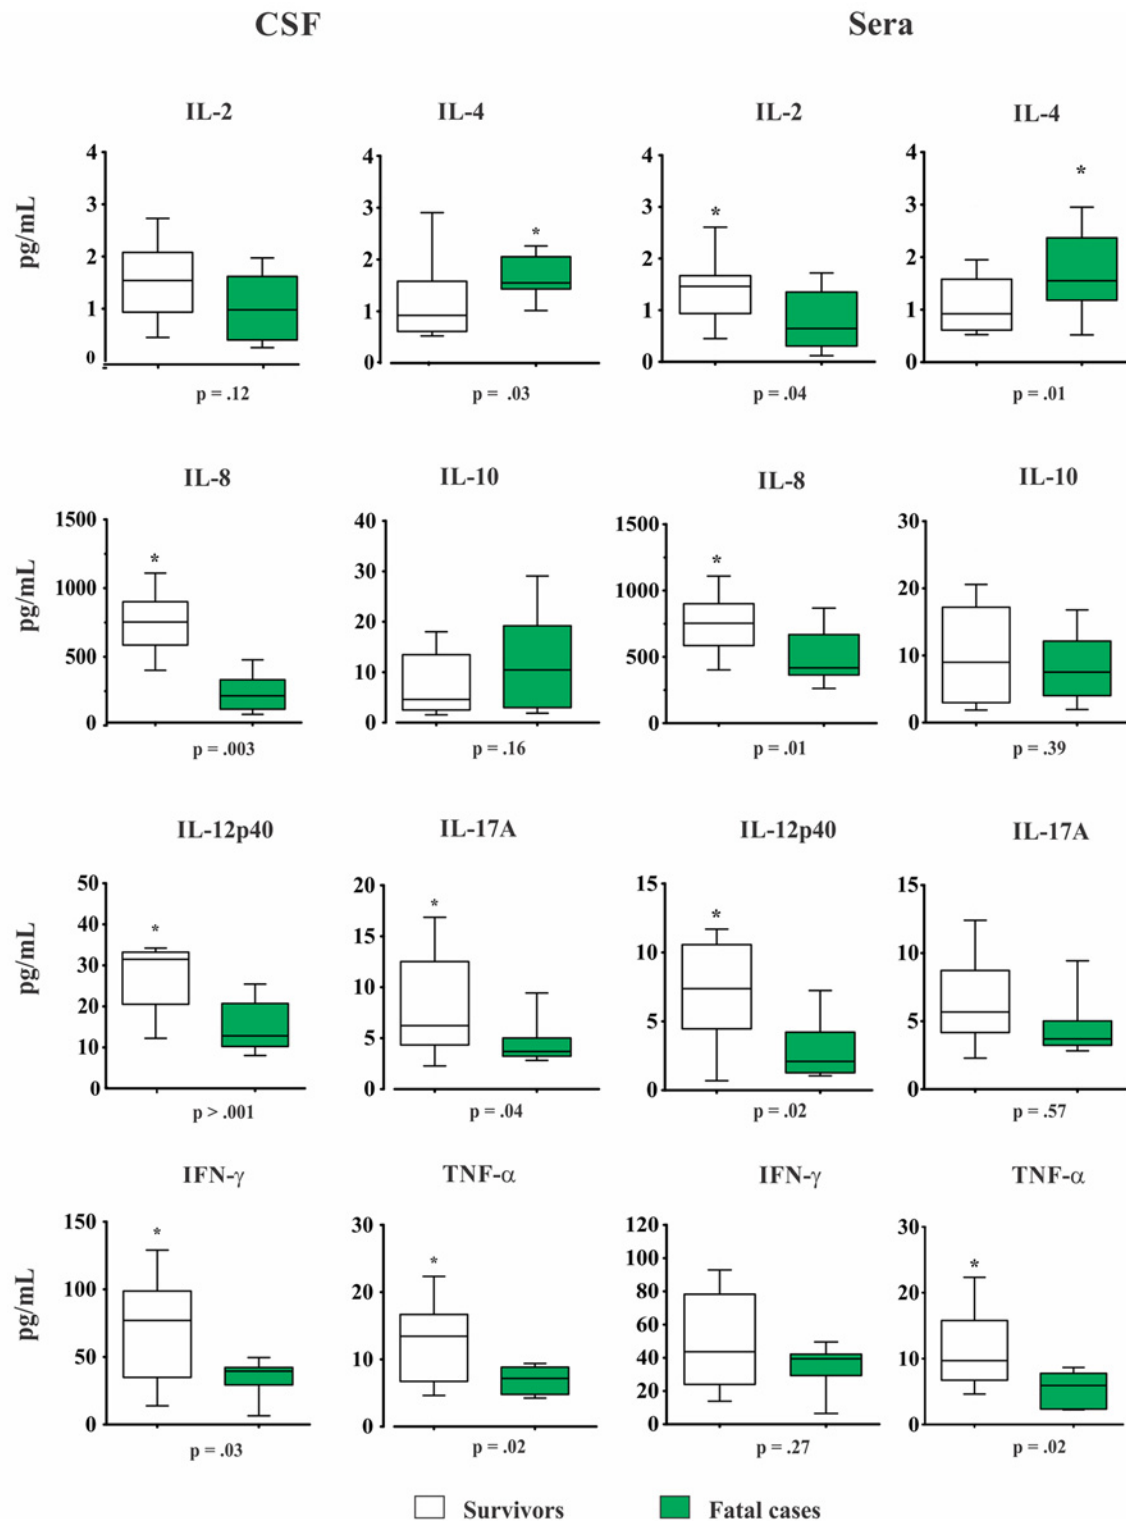 CSF Sera
IL-2 IL-4 IL-2 IL-4
pg/mL
4 3 2 1 0
4 3 2 1 0
4 3 2 1 0
4 3 2 1 0
* * *
p = .12 p = .03 p = .04 p = .01
IL-8 IL-10 IL-8 IL-10
pg/mL
1500 1000 500 0
40 30 20 10 0
1500 1000 500 0
30 20 10 0
* *
p = .003 p = .16 p = .01 p = .39
IL-12p40 IL-17A IL-12p40 IL-17A
pg/mL
50 40 30 20 10 0
20 15 10 5 0
15 10 5 0
15 10 5 0
* * *
p > .001 p = .04 p = .02 p = .57
IFN-γ TNF-α IFN-γ TNF-α
pg/mL
150 100 50 0
30 20 10 0
120 100 80 60 40 20 0
30 20 10 0
* * *
p = .03 p = .02 p = .27 p = .02
Survivors Fatal cases